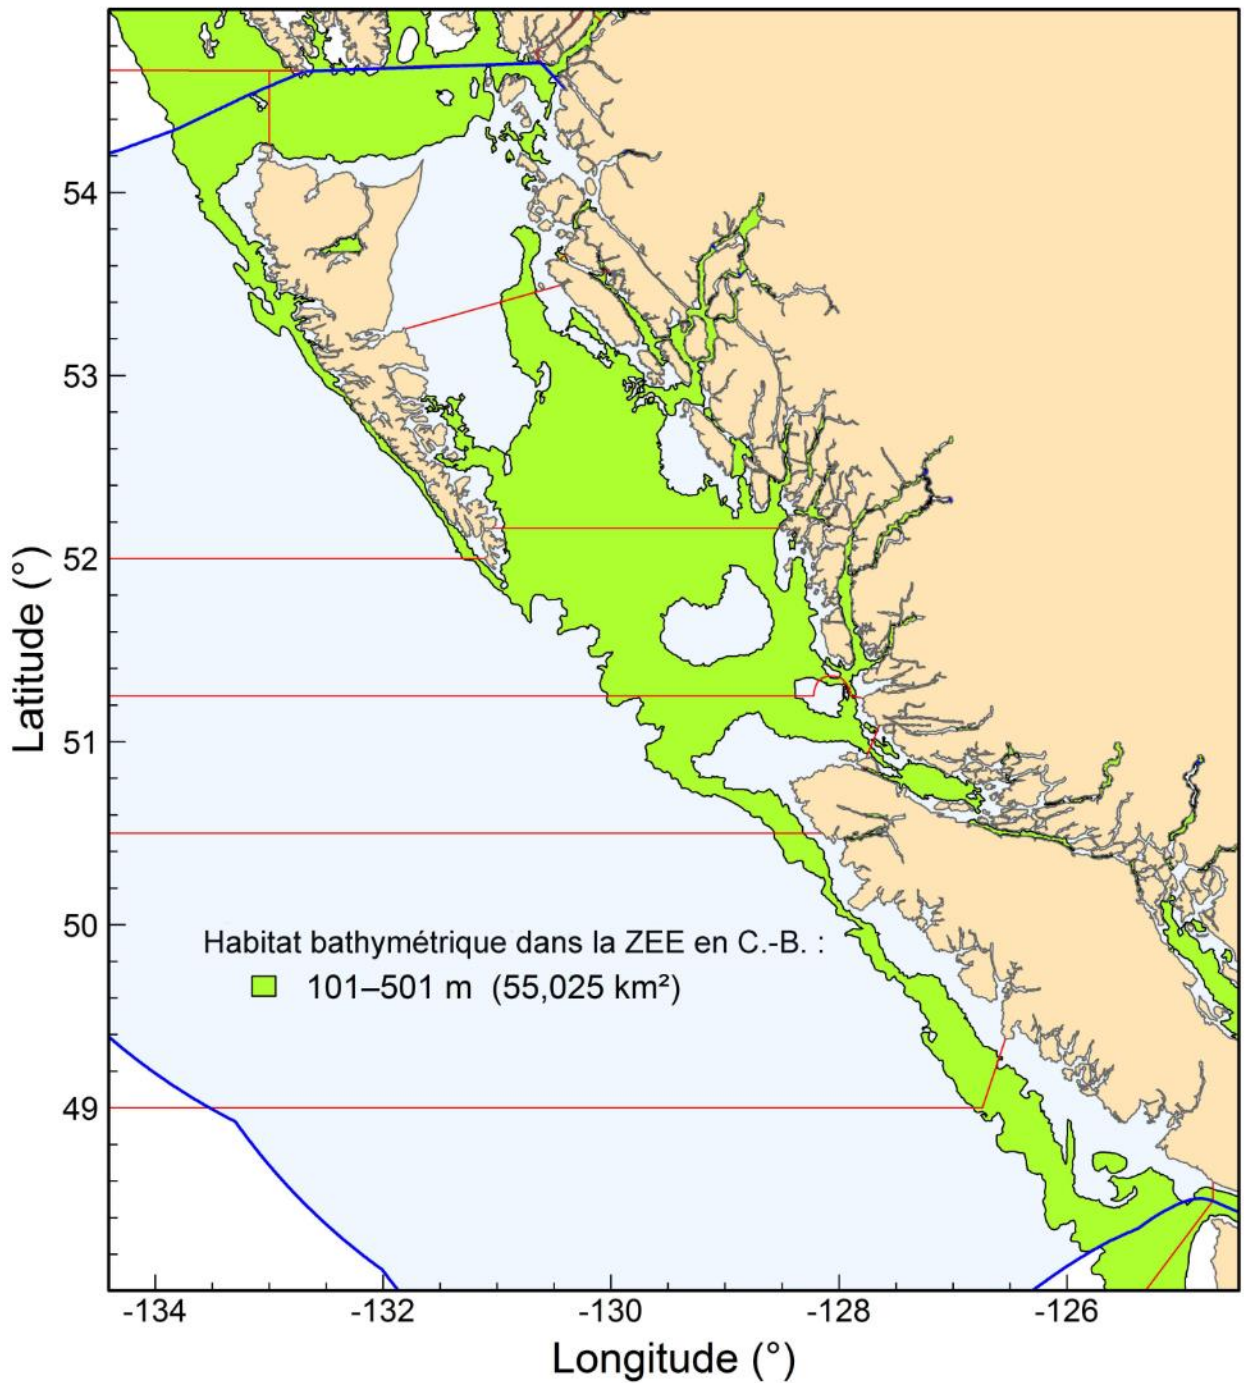 54
53
52
51
50
49
Latitude (°)
Habitat bathymétrique dans la ZEE en C.-B. :
101–501 m (55,025 km²)
-134
-132
-130
-128
-126
Longitude (°)